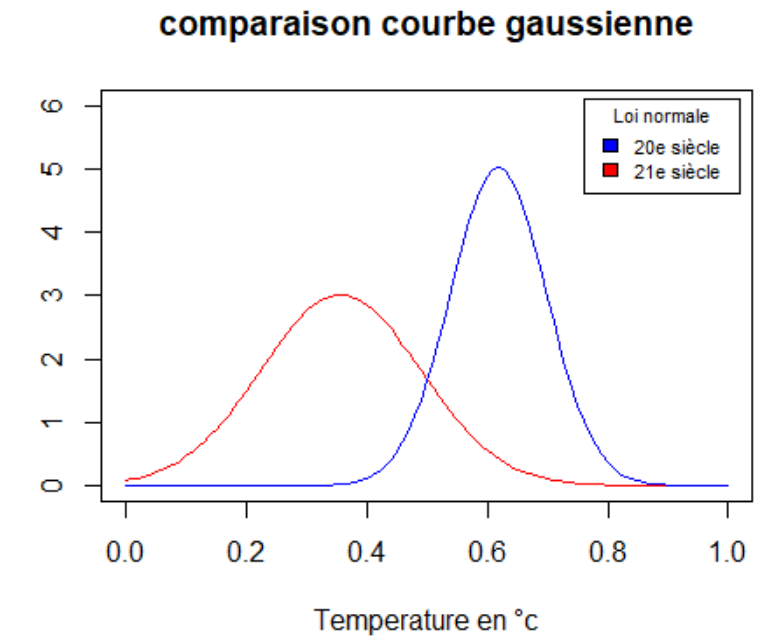 comparaison courbe gaussienne
Loi normale
20e siècle
21e siècle
6
5
4
3
2
1
0
0.0 0.2 0.4 0.6 0.8 1.0
Temperature en °c